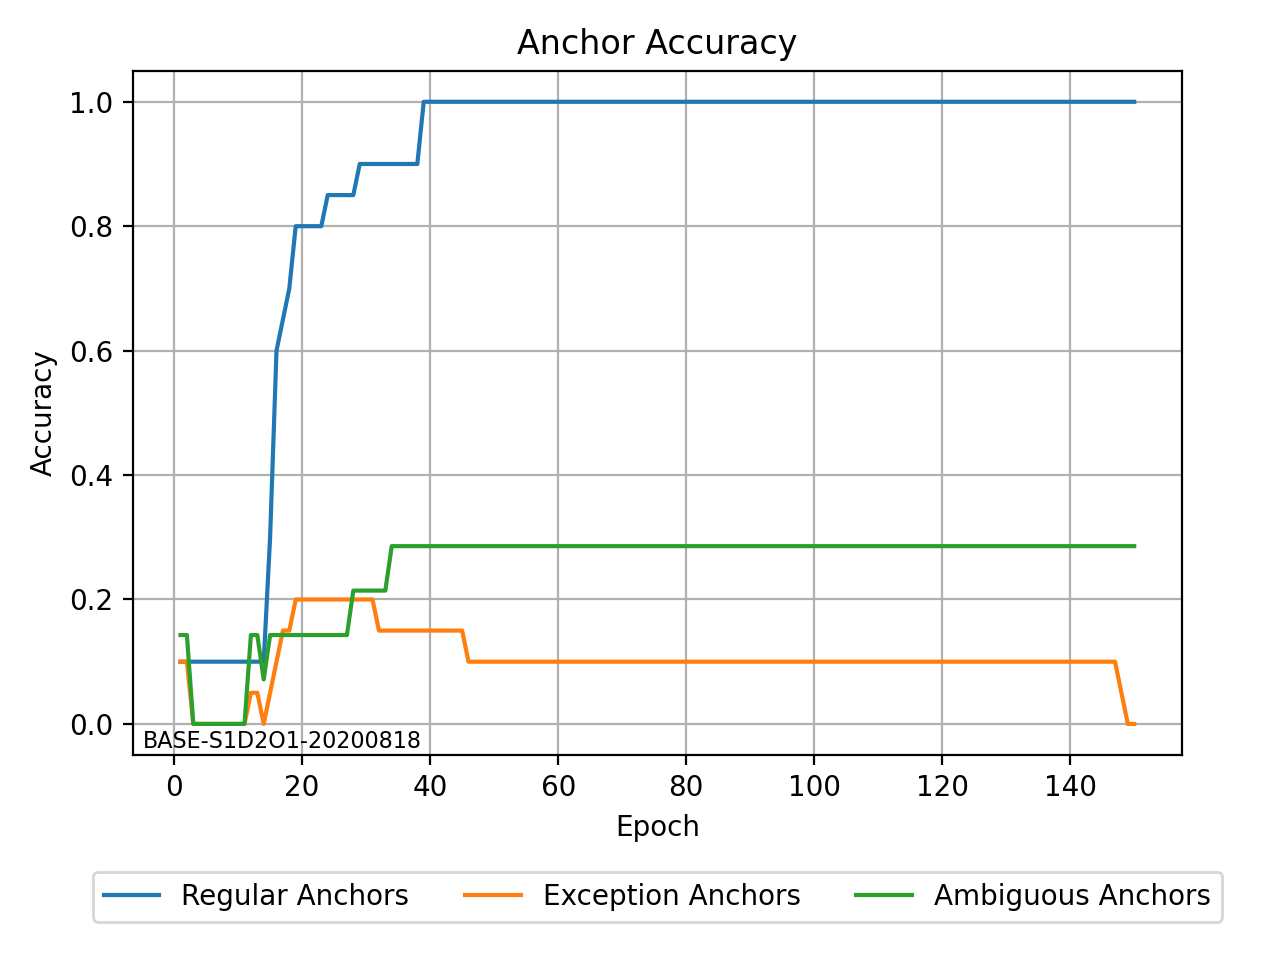 Anchor Accuracy
1.0
0.8
0.6
0.4
0.2
0.0
Accuracy
BASE-S1D2O1-20200818
0 20 40 60 80 100 120 140
Epoch
Regular Anchors Exception Anchors Ambiguous Anchors